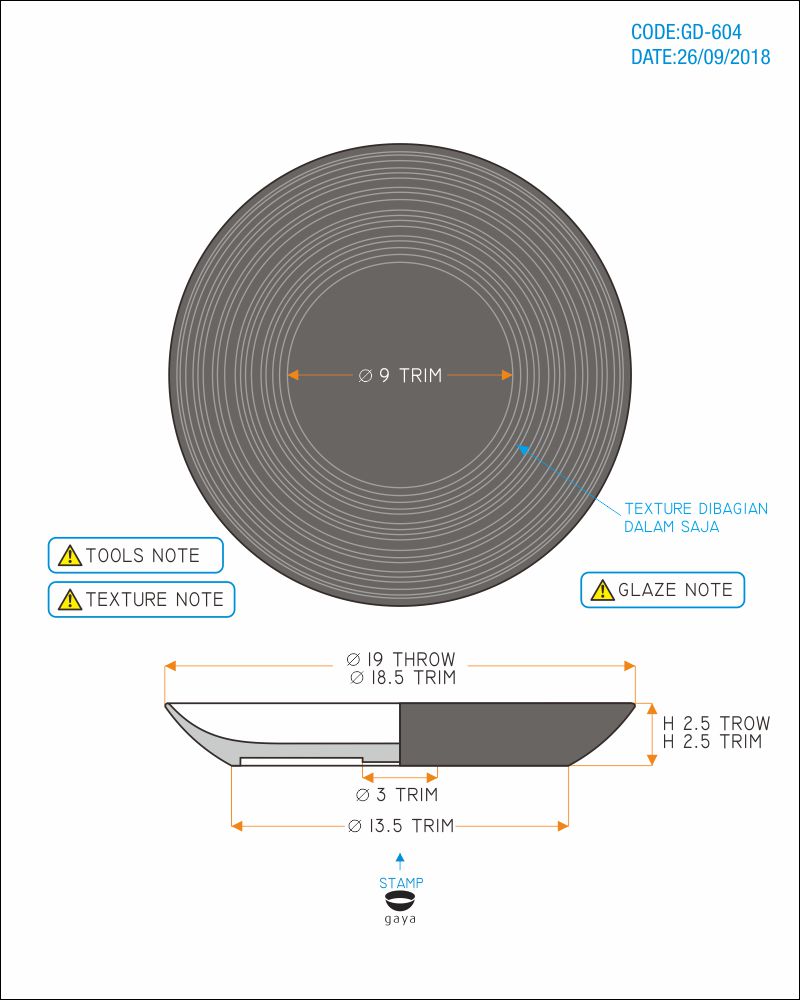 CODE:GD-604
DATE:26/09/2018
Ø 9 TRIM
TEXTURE DIBAGIAN
DALAM SAJA
TOOLS NOTE
TEXTURE NOTE
GLAZE NOTE
Ø 19 THROW
Ø 18.5 TRIM
H 2.5 TROW
H 2.5 TRIM
Ø 3 TRIM
Ø 13.5 TRIM
STAMP
gaya